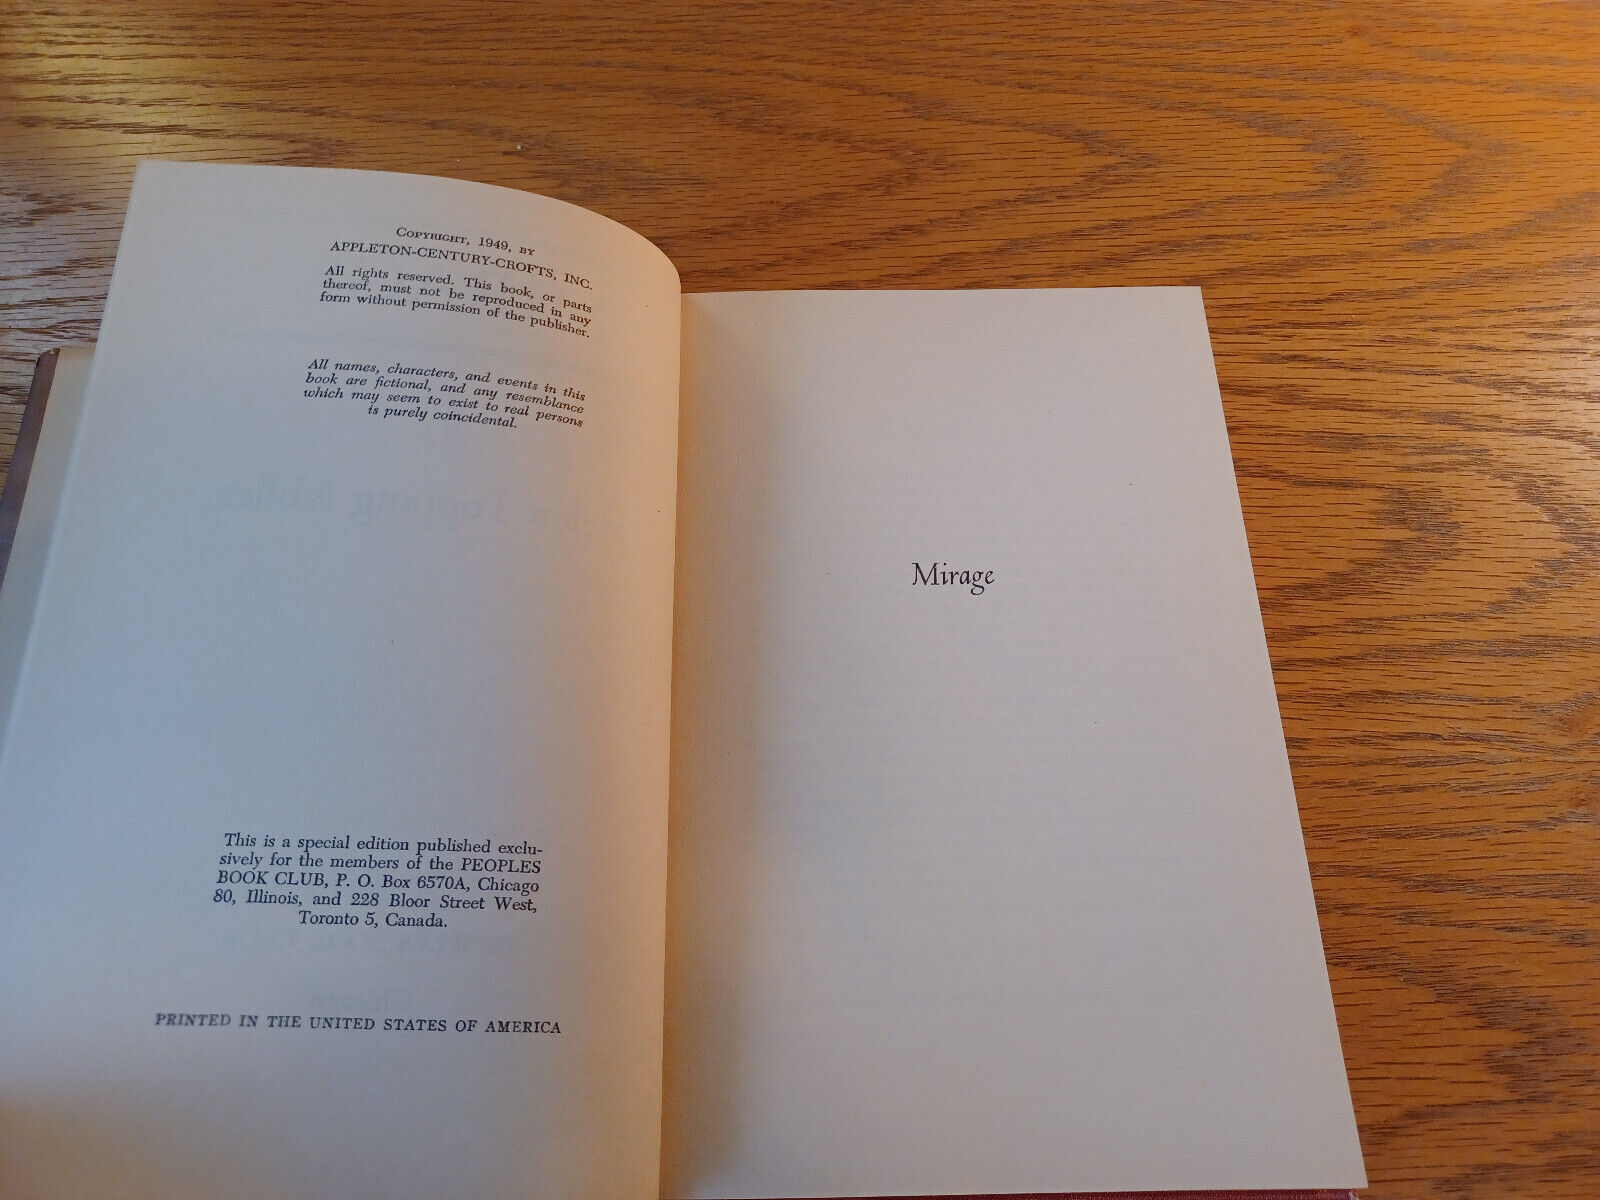 Copyright, 1949, by
APPLETON-CENTURY-CROFTS, INC.
All rights reserved. This book, or parts
thereof, must not be reproduced in any
form without permission of the publisher.
All names, characters, and events in this
book are fictional, and any resemblance
which may seem to exist to real persons
is purely coincidental.
This is a special edition published exclu-
sively for the members of the PEOPLES
BOOK CLUB, P. O. Box 6570A, Chicago
80, Illinois, and 228 Bloor Street West,
Toronto 5, Canada.
PRINTED IN THE UNITED STATES OF AMERICA
Mirage